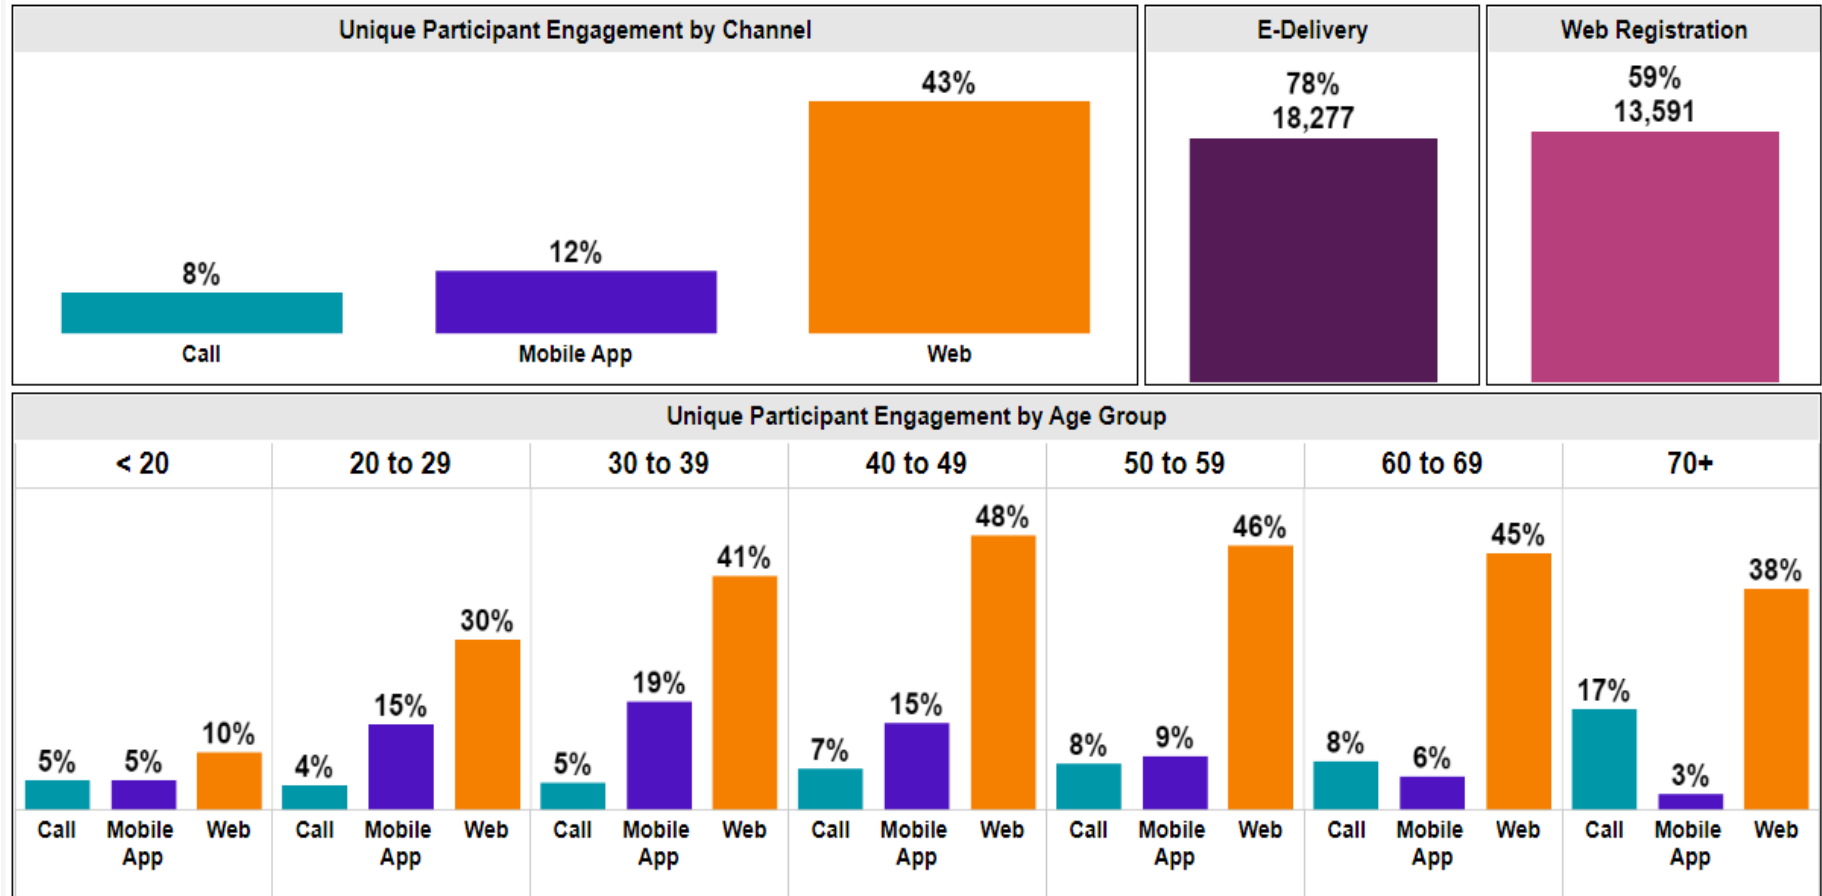 Unique Participant Engagement by Channel
43%
12%
8%
Call Mobile App Web
E-Delivery
78%
18,277
Web Registration
59%
13,591
Unique Participant Engagement by Age Group
< 20
5% 5% 10%
Call Mobile App Web
20 to 29
4% 15% 30%
Call Mobile App Web
30 to 39
5% 19% 41%
Call Mobile App Web
40 to 49
7% 15% 48%
Call Mobile App Web
50 to 59
8% 9% 46%
Call Mobile App Web
60 to 69
8% 6% 45%
Call Mobile App Web
70+
17% 3% 38%
Call Mobile App Web